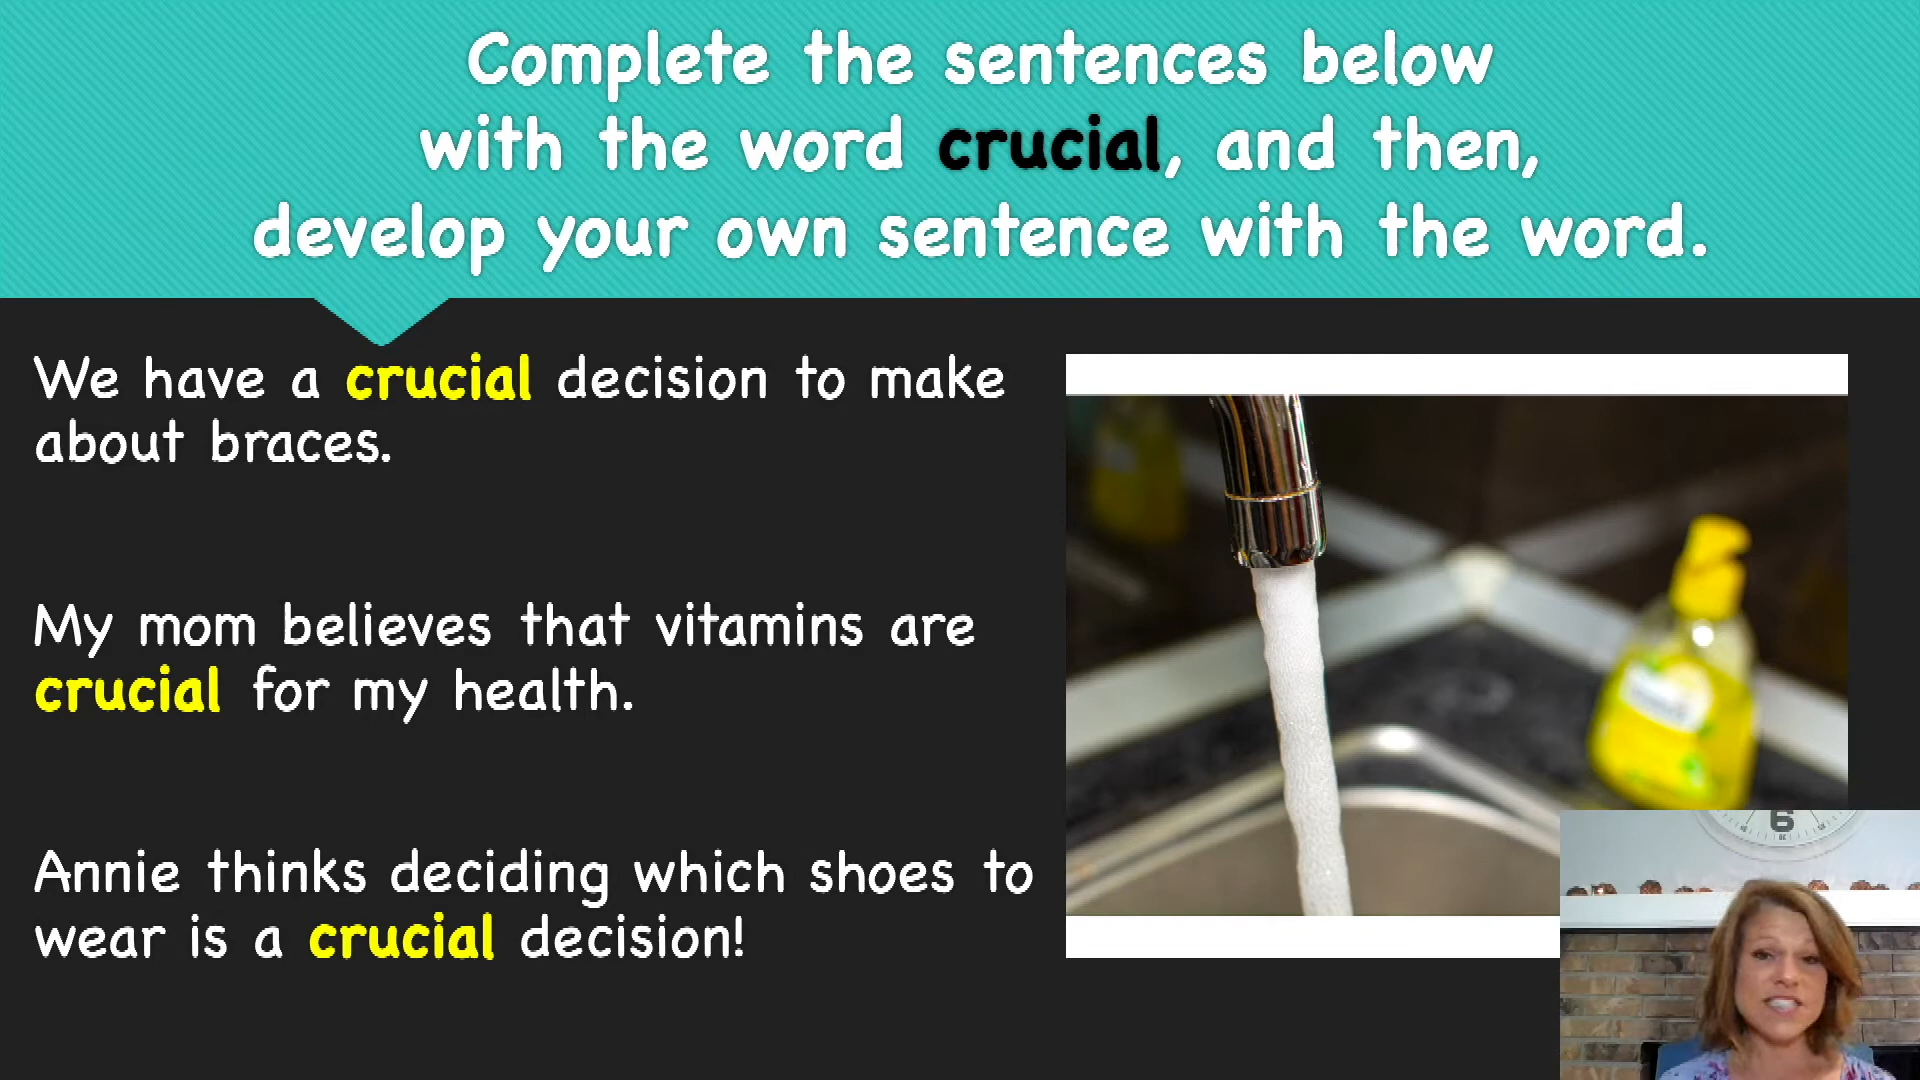 Complete the sentences below
with the word crucial, and then,
develop your own sentence with the word.
We have a crucial decision to make
about braces.
My mom believes that vitamins are
crucial for my health.
Annie thinks deciding which shoes to
wear is a crucial decision!
6